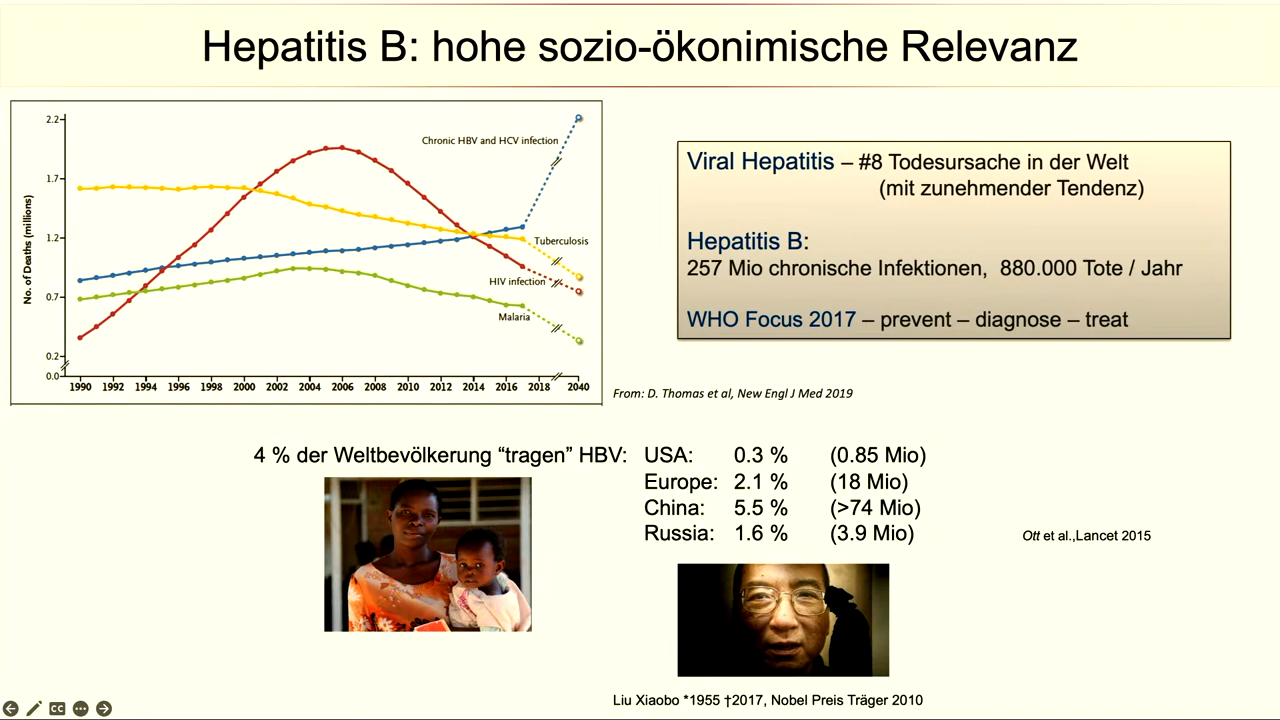 Hepatitis B: hohe sozio-ökonimische Relevanz
No. of Deaths (millions)
2.2
1.7
1.2
0.7
0.2
0.0
Chronic HBV and HCV infection
Tuberculosis
HIV infection
Malaria
1990 1992 1994 1996 1998 2000 2002 2004 2006 2008 2010 2012 2014 2016 2018 2040
Viral Hepatitis – #8 Todesursache in der Welt
(mit zunehmender Tendenz)
Hepatitis B:
257 Mio chronische Infektionen, 880.000 Tote / Jahr
WHO Focus 2017 – prevent – diagnose – treat
From: D. Thomas et al, New Engl J Med 2019
4 % der Weltbevölkerung “tragen” HBV: USA: 0.3 % (0.85 Mio)
Europe: 2.1 % (18 Mio)
China: 5.5 % (>74 Mio)
Russia: 1.6 % (3.9 Mio)
Ott et al.,Lancet 2015
Liu Xiaobo *1955 †2017, Nobel Preis Träger 2010
CC